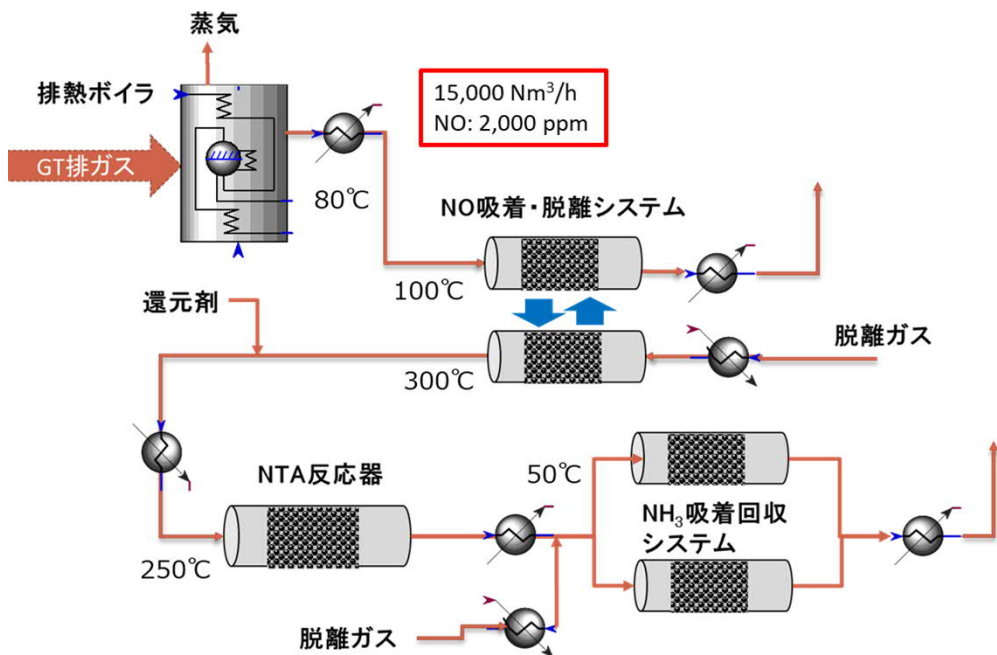 蒸気
排熱ボイラ
15,000 Nm³/h
NO: 2,000 ppm
GT排ガス
80℃
NO吸着・脱離システム
100℃
還元剤
脱離ガス
300℃
NTA反応器
50℃
NH₃吸着回収
システム
250℃
脱離ガス